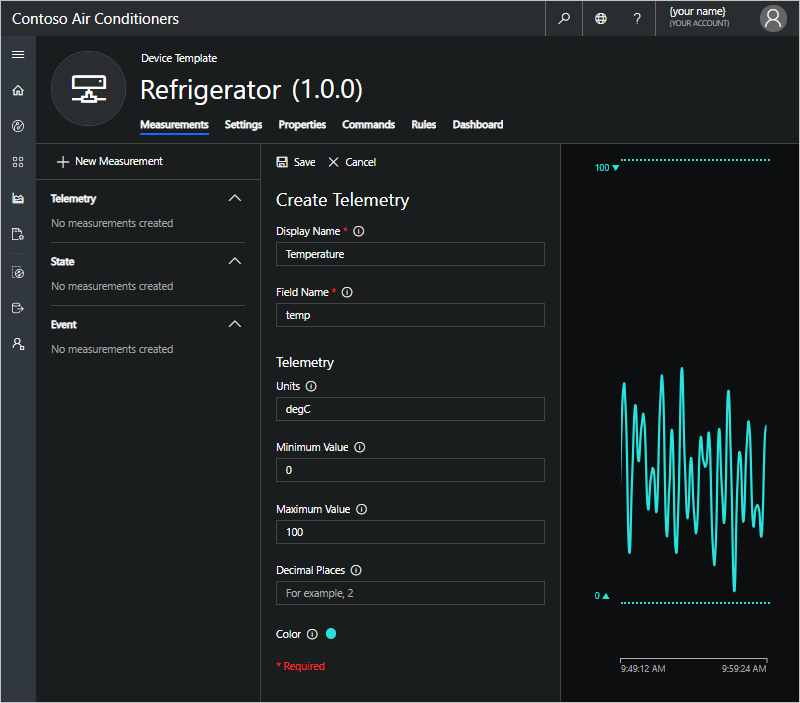 Contoso Air Conditioners
?
{your name}
(YOUR ACCOUNT)
Device Template
Refrigerator (1.0.0)
Measurements Settings Properties Commands Rules Dashboard
New Measurement
Telemetry
No measurements created
State
No measurements created
Event
No measurements created
Save Cancel
Create Telemetry
Display Name *
Temperature
Field Name *
temp
Telemetry
Units
degC
Minimum Value
0
Maximum Value
100
Decimal Places
For example, 2
Color
* Required
100
0
9:49:12 AM 9:59:24 AM